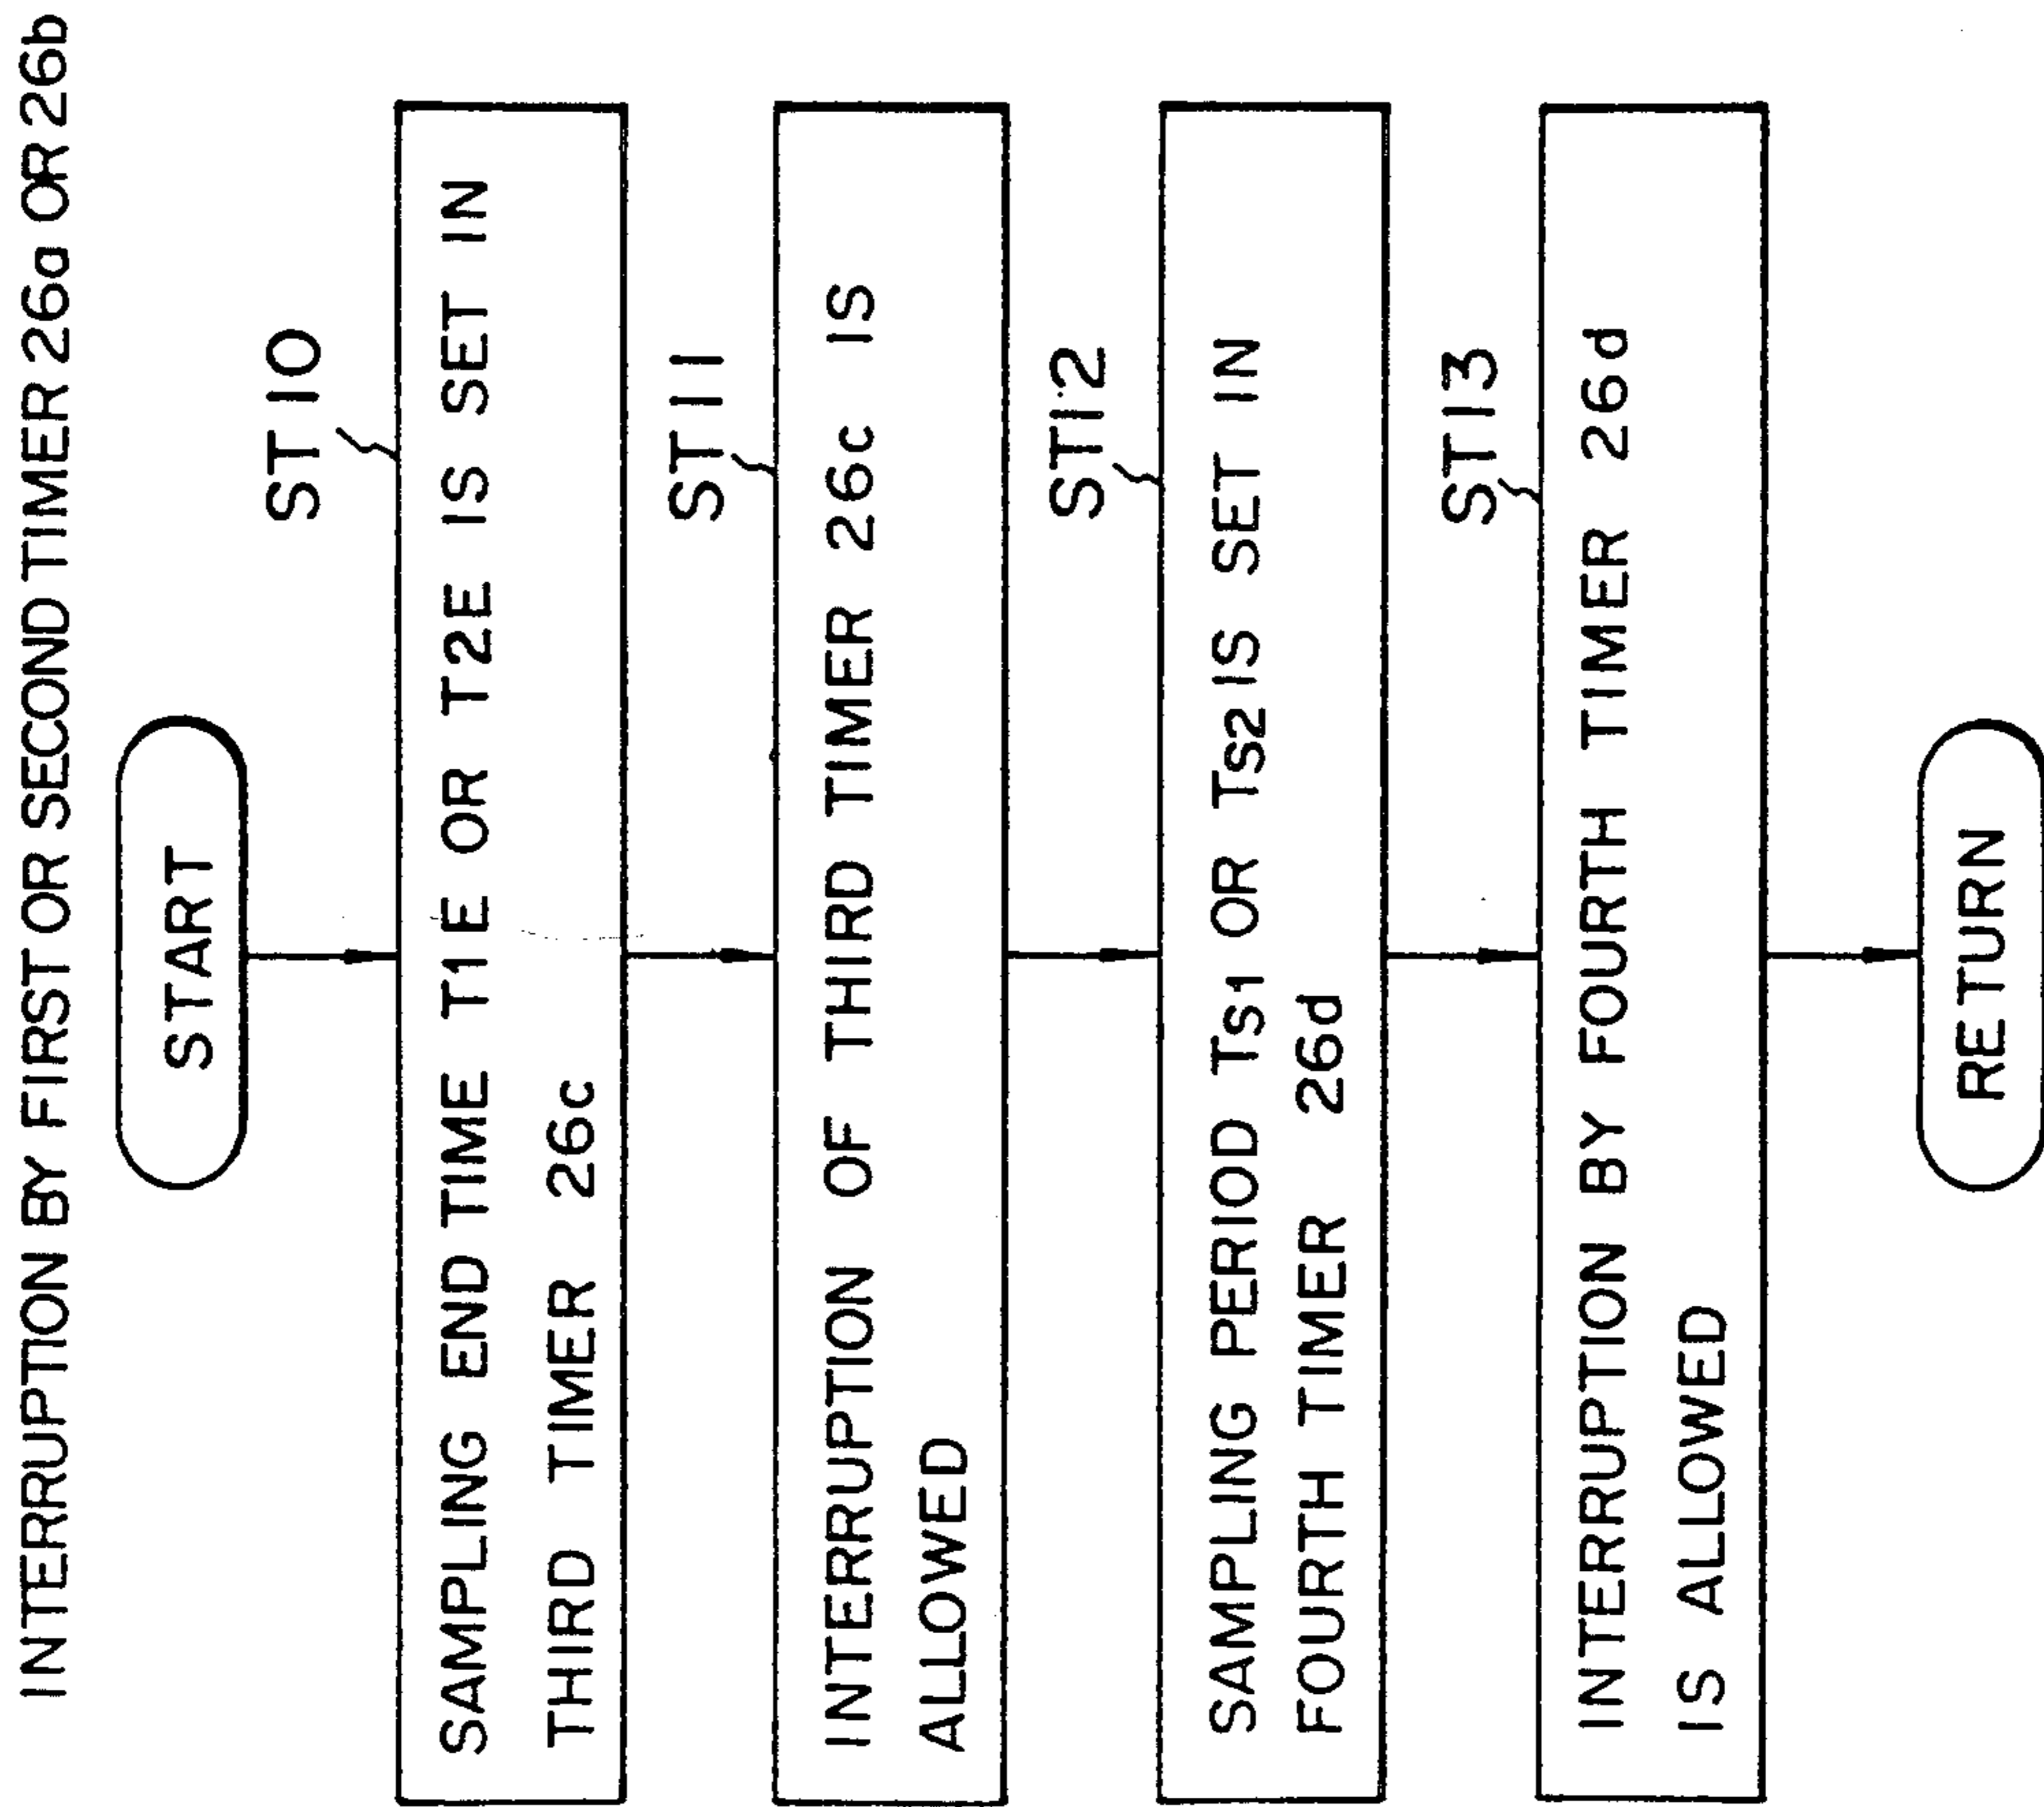 INTERRUPTION BY FIRST OR SECOND TIMER 26a OR 26b
START
ST10
SAMPLING END TIME T1E OR T2E IS SET IN
THIRD TIMER 26c
ST11
INTERRUPTION OF THIRD TIMER 26c IS
ALLOWED
ST12
SAMPLING PERIOD Ts1 OR Ts2 IS SET IN
FOURTH TIMER 26d
ST13
INTERRUPTION BY FOURTH TIMER 26d
IS ALLOWED
RETURN